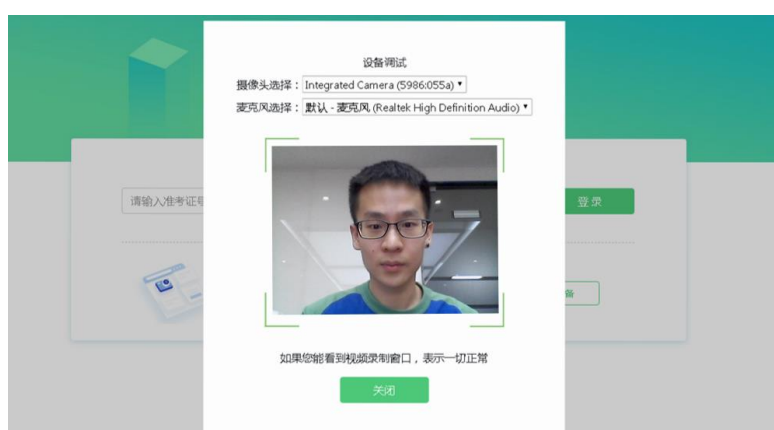 设备调试
摄像头选择： Integrated Camera (5986:055a)
麦克风选择： 默认 - 麦克风 (Realtek High Definition Audio)
请输入准考证号
登 录
备
如果您能看到视频录制窗口，表示一切正常
关闭